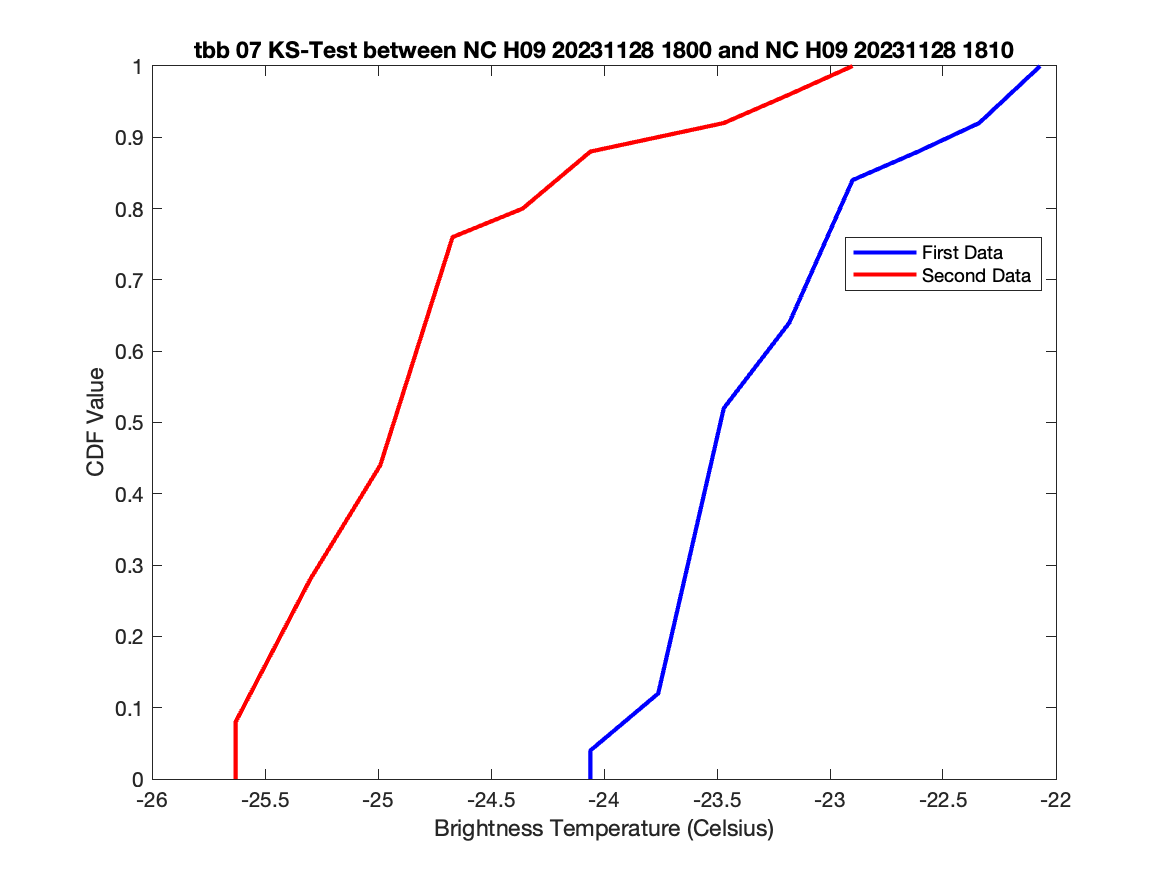 tbb 07 KS-Test between NC H09 20231128 1800 and NC H09 20231128 1810
1
0.9
0.8
0.7
0.6
0.5
0.4
0.3
0.2
0.1
0
CDF Value
First Data
Second Data
-26 -25.5 -25 -24.5 -24 -23.5 -23 -22.5 -22
Brightness Temperature (Celsius)